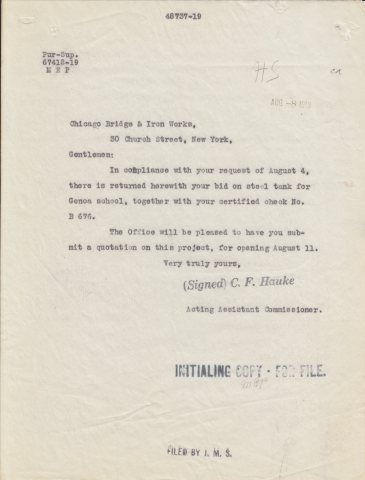 48737-19
Pur-Sup.
67413-19
M E P
AUG -8 1919
Chicago Bridge & Iron Works,
30 Church Street, New York,
Gentlemen:
In compliance with your request of August 4,
there is returned herewith your bid on steel tank for
Genoa school, together with your certified check No.
B 676.
The Office will be pleased to have you sub-
mit a quotation on this project, for opening August 11.
Very truly yours,
(Signed) C. F. Hauke
Acting Assistant Commissioner.
INITIALING COPY - FOR FILE.
FILED BY J. M. S.